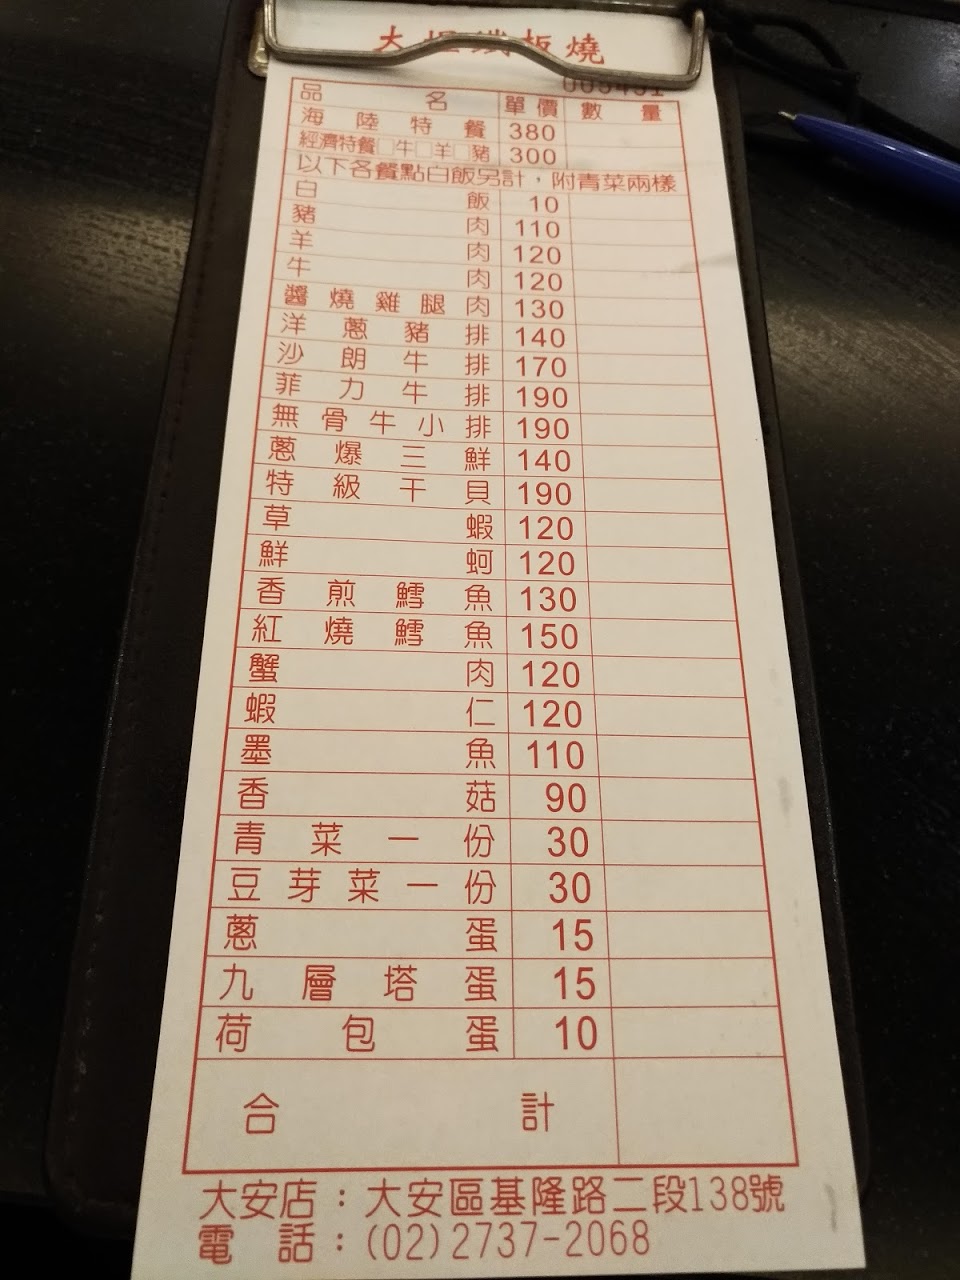 大 鐵板燒
品名 單價 數量
海陸特餐 380
經濟特餐□牛□羊□豬 300
以下各餐點白飯另計，附青菜兩樣
白飯 10
豬肉 110
羊肉 120
牛肉 120
醬燒雞腿肉 130
洋蔥豬排 140
沙朗牛排 170
菲力牛排 190
無骨牛小排 190
蔥爆三鮮 140
特級干貝 190
草蝦 120
鮮蚵 120
香煎鱈魚 130
紅燒鱈魚 150
蟹肉 120
蝦仁 120
墨魚 110
香菇 90
青菜一份 30
豆芽菜一份 30
蔥蛋 15
九層塔蛋 15
荷包蛋 10
合計
大安店：大安區基隆路二段138號
電話：(02)2737-2068